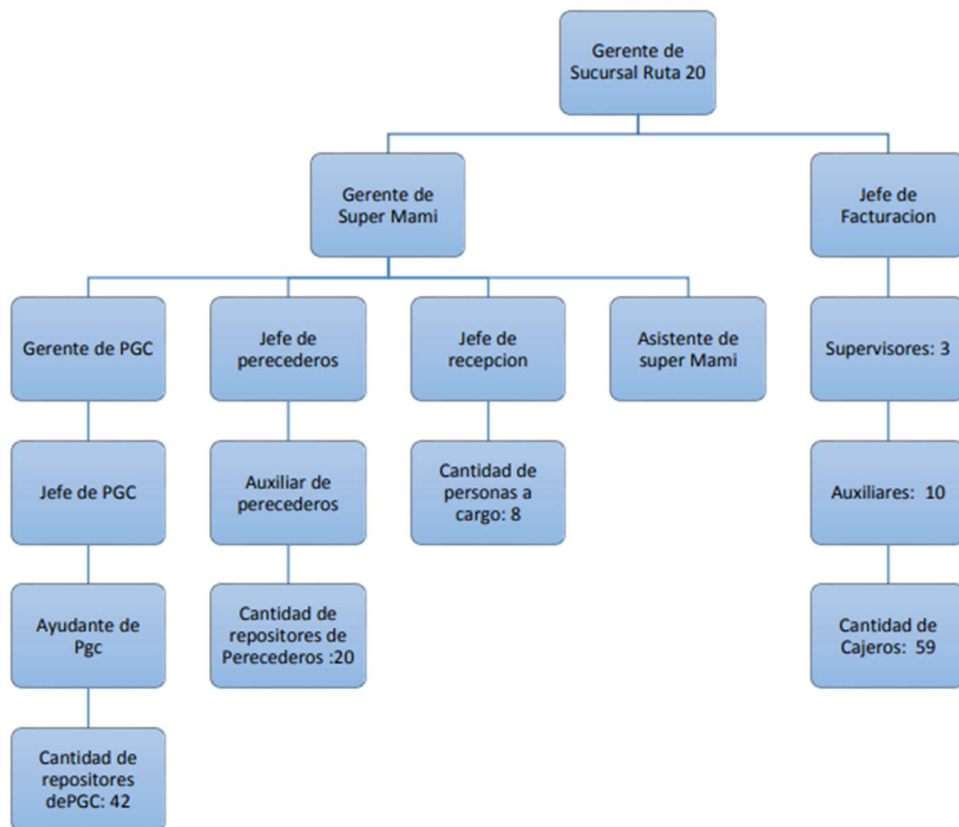 Gerente de
Sucursal Ruta 20
Gerente de
Super Mami
Jefe de
Facturacion
Gerente de PGC
Jefe de
perecederos
Jefe de
recepcion
Asistente de
super Mami
Supervisores: 3
Jefe de PGC
Auxiliar de
perecederos
Cantidad de
personas a
cargo: 8
Auxiliares: 10
Ayudante de
Pgc
Cantidad de
repositores de
Perecederos :20
Cantidad de
Cajeros: 59
Cantidad de
repositores
dePGC: 42